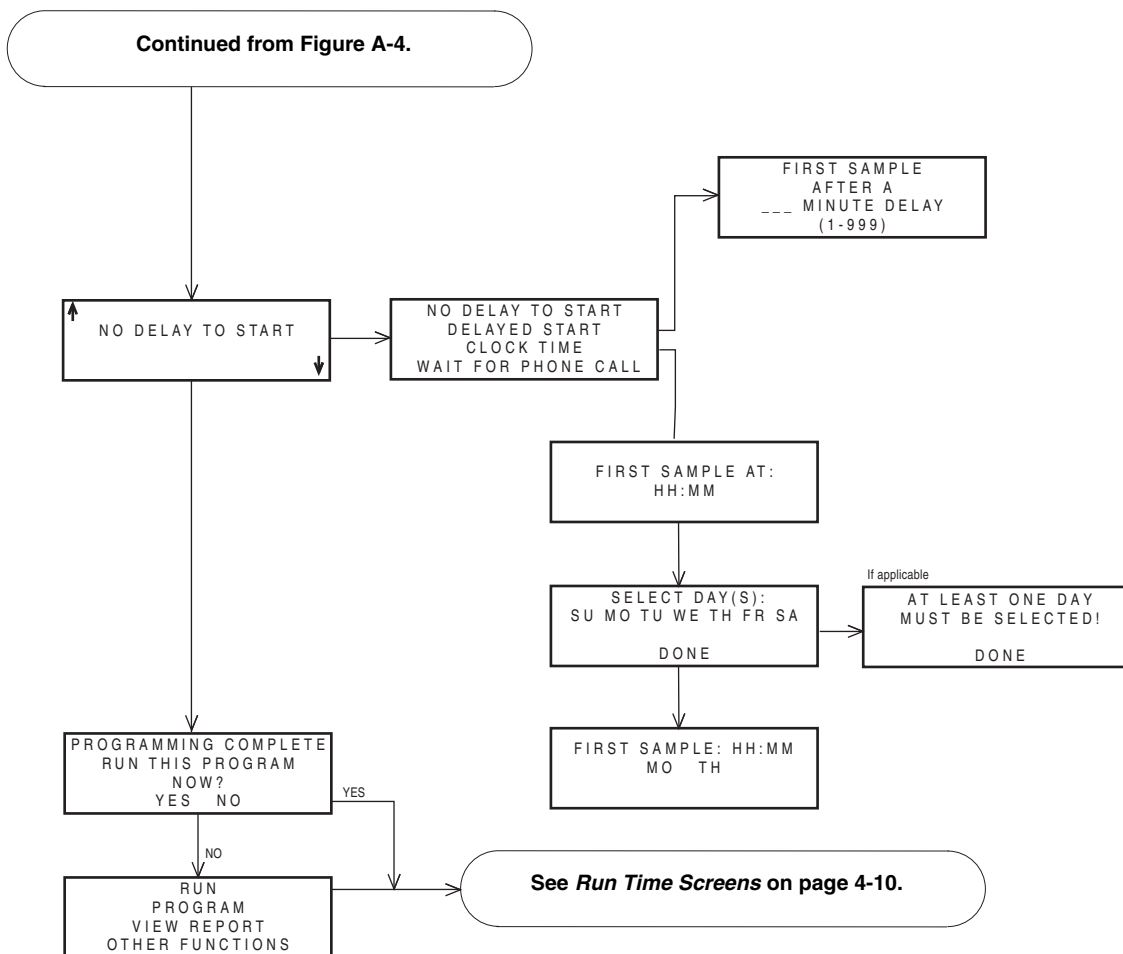 Continued from Figure A-4.
FIRST SAMPLE
AFTER A
___ MINUTE DELAY
(1-999)
NO DELAY TO START
NO DELAY TO START
DELAYED START
CLOCK TIME
WAIT FOR PHONE CALL
FIRST SAMPLE AT:
HH:MM
SELECT DAY(S):
SU MO TU WE TH FR SA
DONE
If applicable
AT LEAST ONE DAY
MUST BE SELECTED!
DONE
FIRST SAMPLE: HH:MM
MO TH
PROGRAMMING COMPLETE
RUN THIS PROGRAM
NOW?
YES NO
YES
NO
RUN
PROGRAM
VIEW REPORT
OTHER FUNCTIONS
See Run Time Screens on page 4-10.